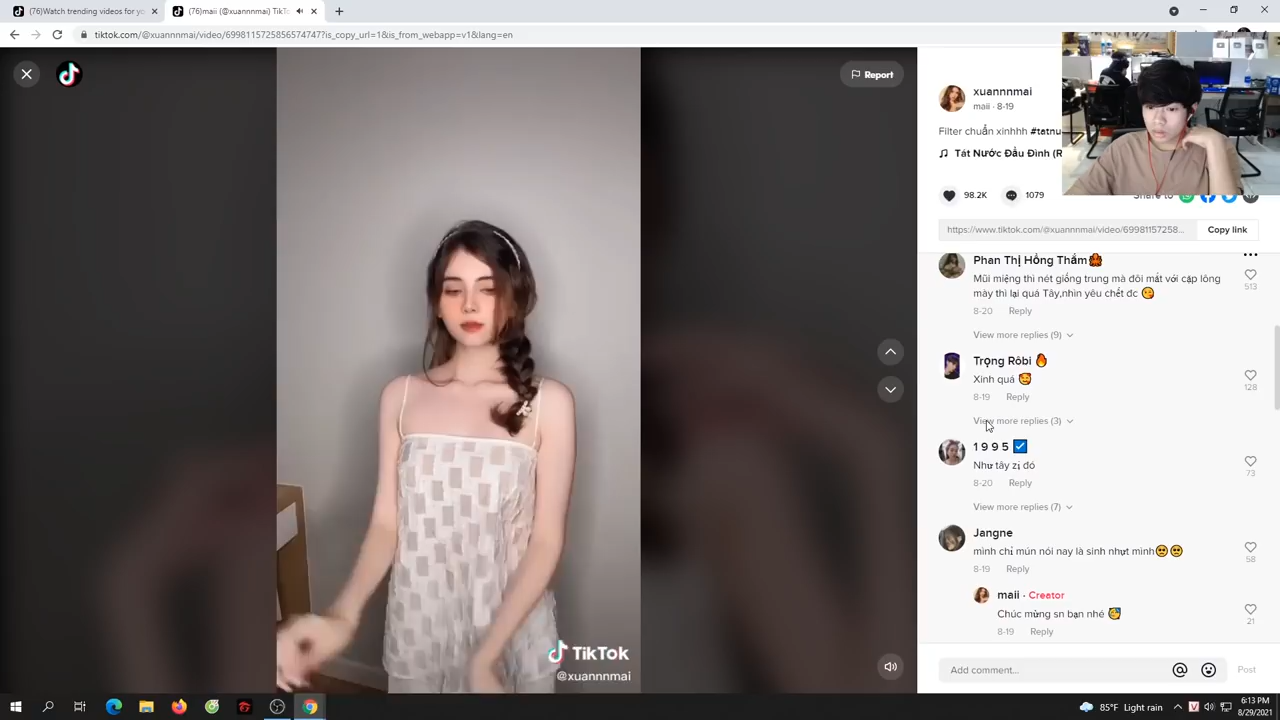 (76)Watch trending videos for yo
(76)maii (@xuannnmai) TikTo
tiktok.com/@xuannnmai/video/6998115725856574747?is_copy_url=1&is_from_webapp=v1&lang=en
Report
TikTok
@xuannnmai
xuannnmai
maii · 8-19
Filter chuẩn xinhhh #tatnu
Tát Nước Đầu Đình (R
98.2K
1079
Share to
https://www.tiktok.com/@xuannnmai/video/69981157258...
Copy link
Phan Thị Hồng Thắm
Mũi miệng thì nét giống trung mà đôi mắt với cặp lông
mày thì lại quá Tây,nhìn yêu chết đc 😋
513
8-20 Reply
View more replies (9)
Trọng Rôbi 🔥
Xinh quá 🥰
128
8-19 Reply
View more replies (3)
1 9 9 5 ☑️
Như tây zị đó
73
8-20 Reply
View more replies (7)
Jangne
mình chỉ mún nói nay là sinh nhựt mình🥺🥺
58
8-19 Reply
maii · Creator
Chúc mừng sn bạn nhé 🥰
21
8-19 Reply
Add comment...
Post
85°F Light rain
V
6:13 PM
8/29/2021